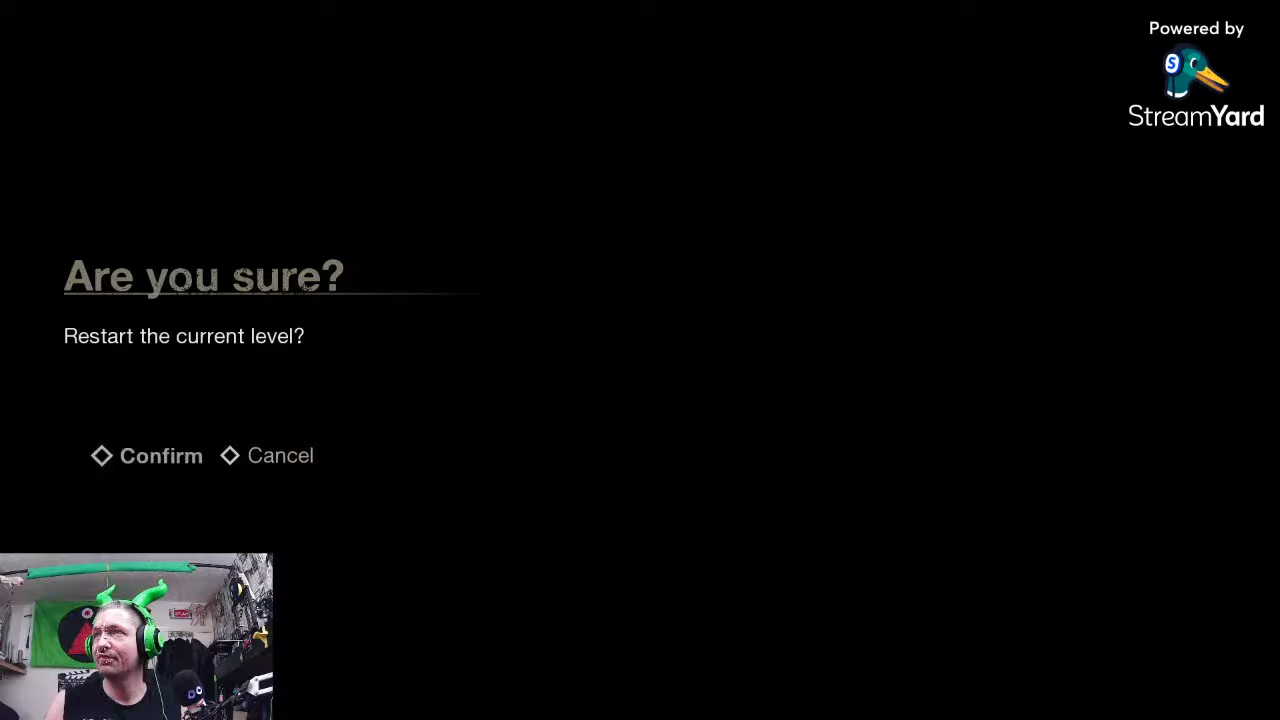 Powered by
StreamYard
Are you sure?
Restart the current level?
Confirm Cancel